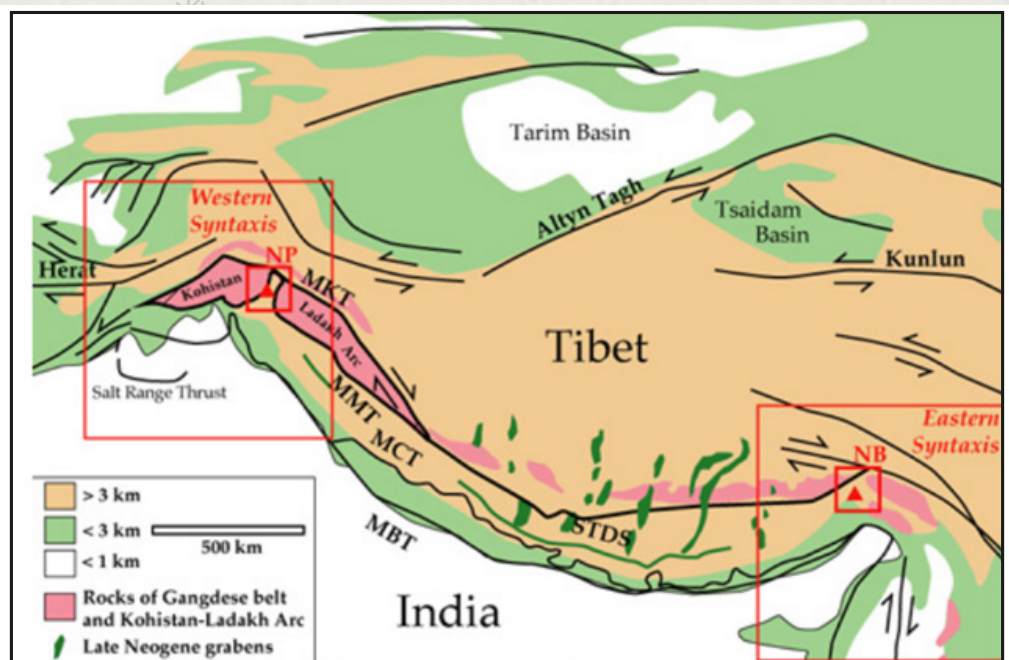 Tarim Basin
Western
Syntaxis
Altyn Tagh
Tsaidam
Basin
Herat
NP
Kunlun
Kohistan
MKT
Ladakh Arc
Tibet
Salt Range Thrust
MMT
MCT
Eastern
Syntaxis
NB
> 3 km
< 3 km
500 km
< 1 km
MBT
STDS
Rocks of Gangdese belt
and Kohistan-Ladakh Arc
India
Late Neogene grabens